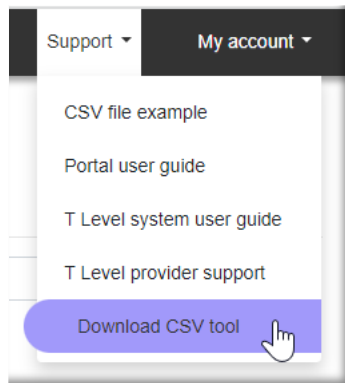 Support My account
CSV file example
Portal user guide
T Level system user guide
T Level provider support
Download CSV tool